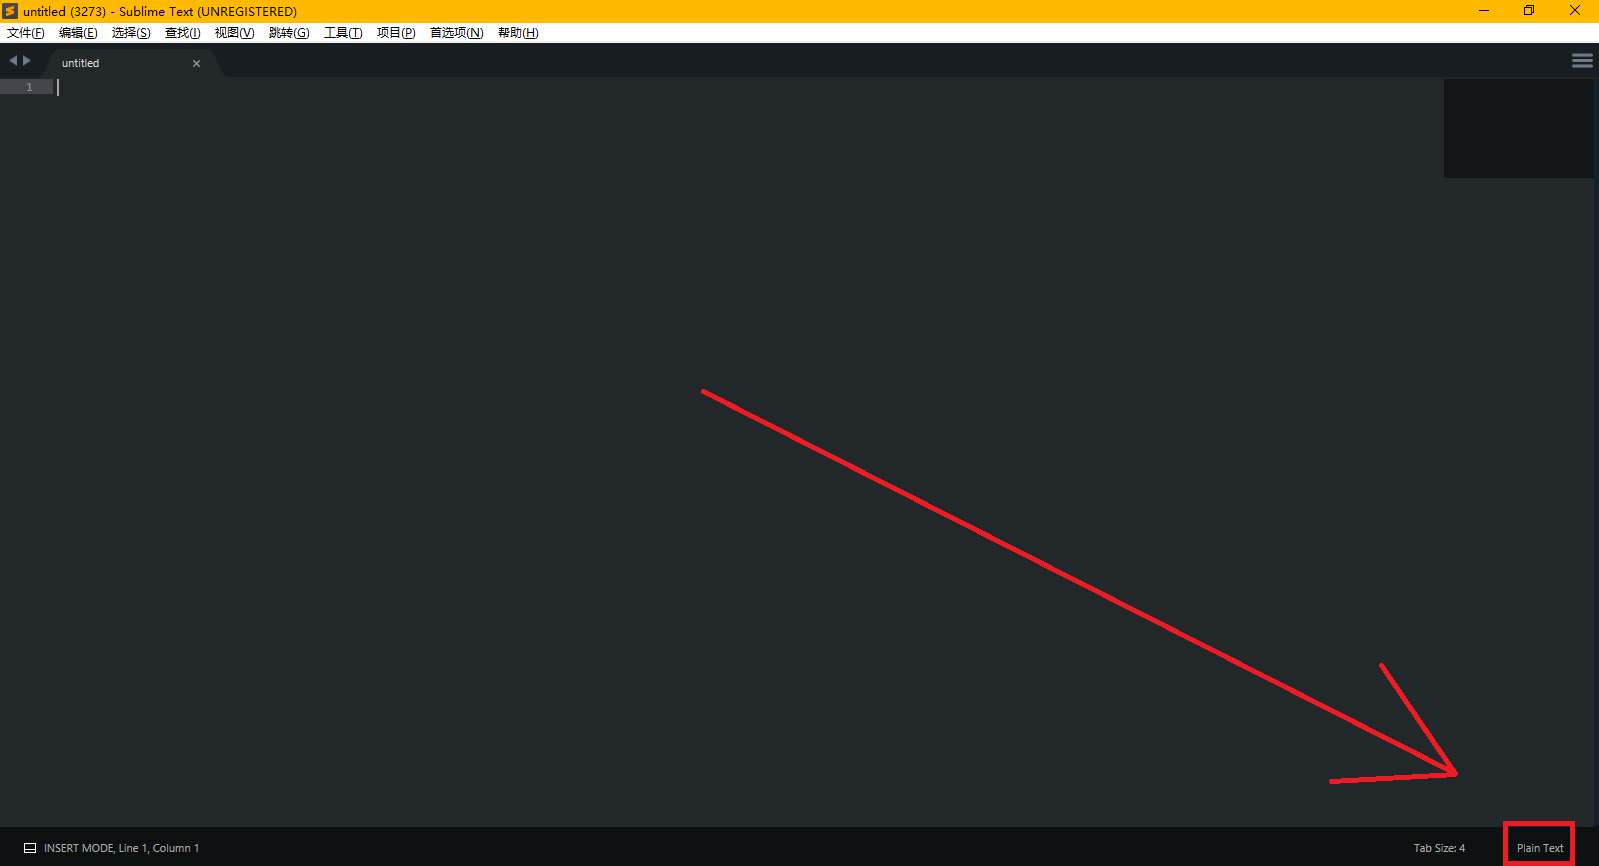 untitled (3273) - Sublime Text (UNREGISTERED)
文件(F) 编辑(E) 选择(S) 查找(I) 视图(V) 跳转(G) 工具(T) 项目(P) 首选项(N) 帮助(H)
untitled
1
INSERT MODE, Line 1, Column 1 Tab Size: 4 Plain Text